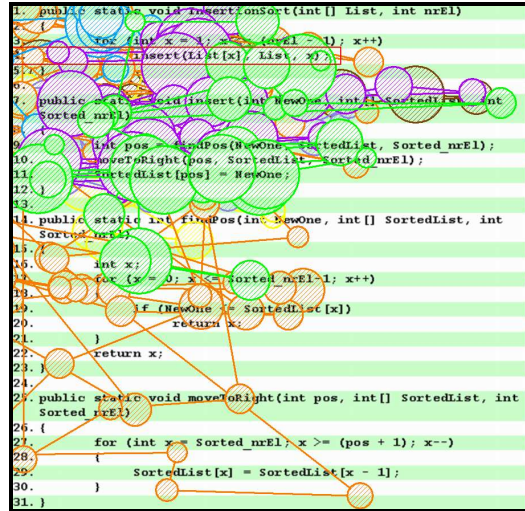 1. public static void InsertionSort(int[] List, int nrEl)
2. {
3. for (int x = 1; x <= (nrEl - 1); x++)
4. insert(List[x], List, x);
5. }
6.
7. public static void insert(int NewOne, int[] SortedList, int
Sorted_nrEl)
8. {
9. int pos = findPos(NewOne, SortedList, Sorted_nrEl);
10. moveToRight(pos, SortedList, Sorted_nrEl);
11. SortedList[pos] = NewOne;
12. }
13.
14. public static int findPos(int NewOne, int[] SortedList, int
Sorted_nrEl)
15. {
16. int x;
17. for (x = 0; x <= Sorted_nrEl-1; x++)
18. {
19. if (NewOne <= SortedList[x])
20. return x;
21. }
22. return x;
23. }
24.
25. public static void moveToRight(int pos, int[] SortedList, int
Sorted_nrEl)
26. {
27. for (int x = Sorted_nrEl; x >= (pos + 1); x--)
28. {
29. SortedList[x] = SortedList[x - 1];
30. }
31. }